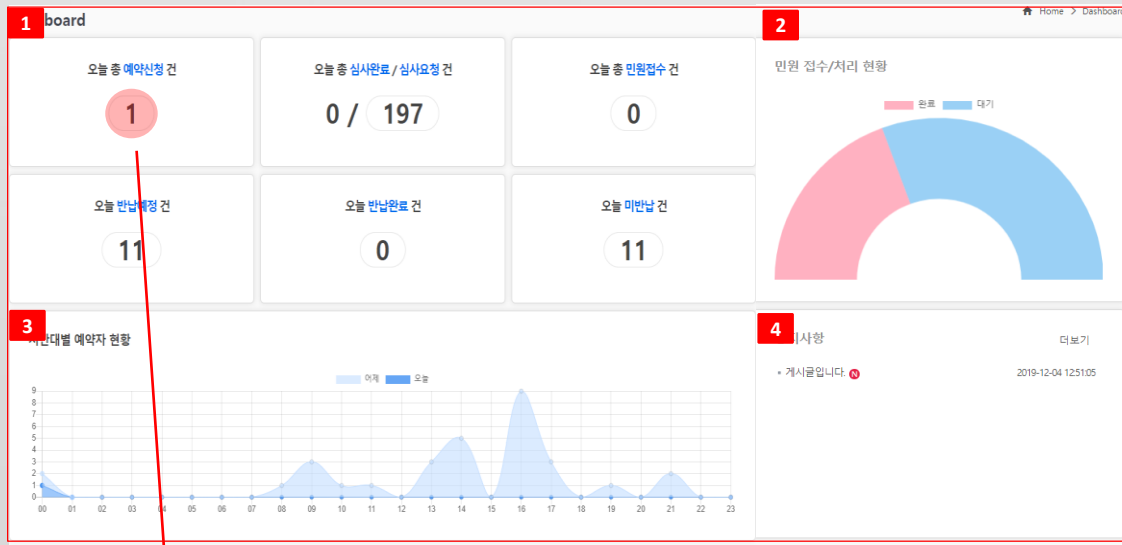 1
board
Home > Dashboard
2
오늘 총 예약신청 건
1
오늘 총 심사완료 / 심사요청 건
0 / 197
오늘 총 민원접수 건
0
민원 접수/처리 현황
완료 대기
오늘 반납예정 건
11
오늘 반납완료 건
0
오늘 미반납 건
11
3
시간대별 예약자 현황
어제 오늘
9
8
7
6
5
4
3
2
1
0
00 01 02 03 04 05 06 07 08 09 10 11 12 13 14 15 16 17 18 19 20 21 22 23
4
지사항
더보기
게시글입니다. N
2019-12-04 12:51:05